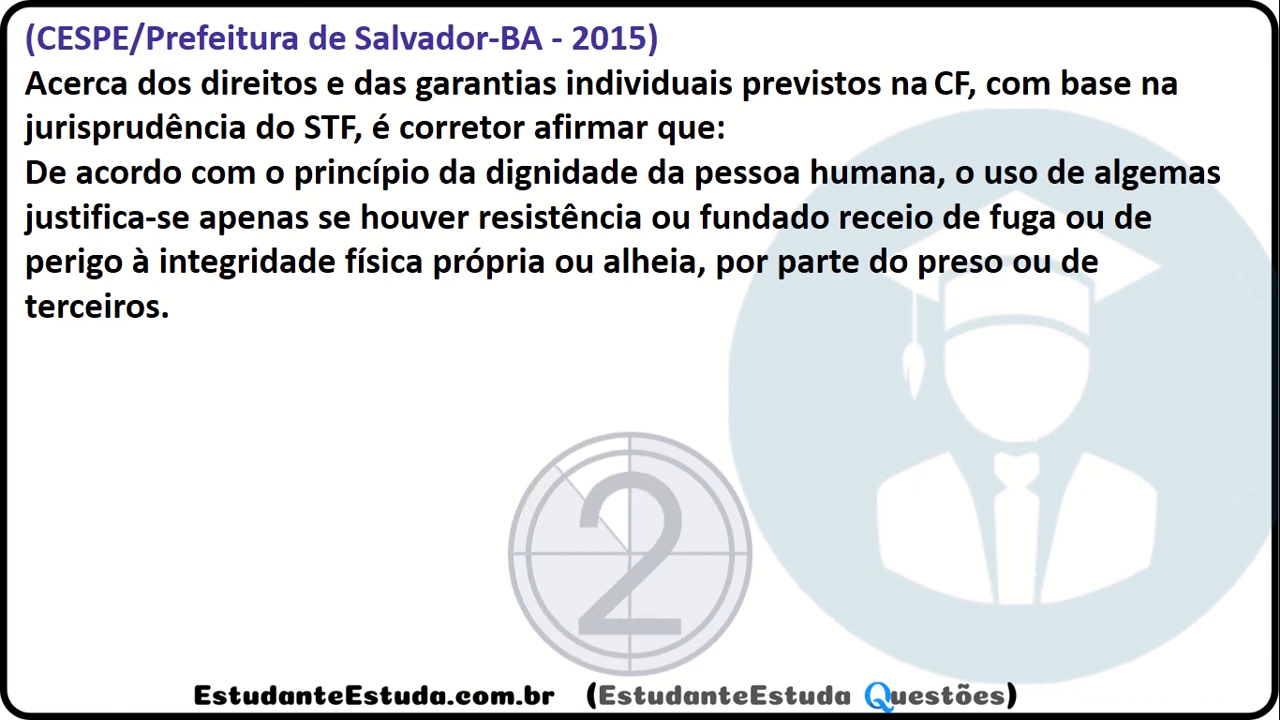 (CESPE/Prefeitura de Salvador-BA - 2015)
Acerca dos direitos e das garantias individuais previstos na CF, com base na
jurisprudência do STF, é corretor afirmar que:
De acordo com o princípio da dignidade da pessoa humana, o uso de algemas
justifica-se apenas se houver resistência ou fundado receio de fuga ou de
perigo à integridade física própria ou alheia, por parte do preso ou de
terceiros.
2
EstudanteEstuda.com.br (EstudanteEstuda Questões)